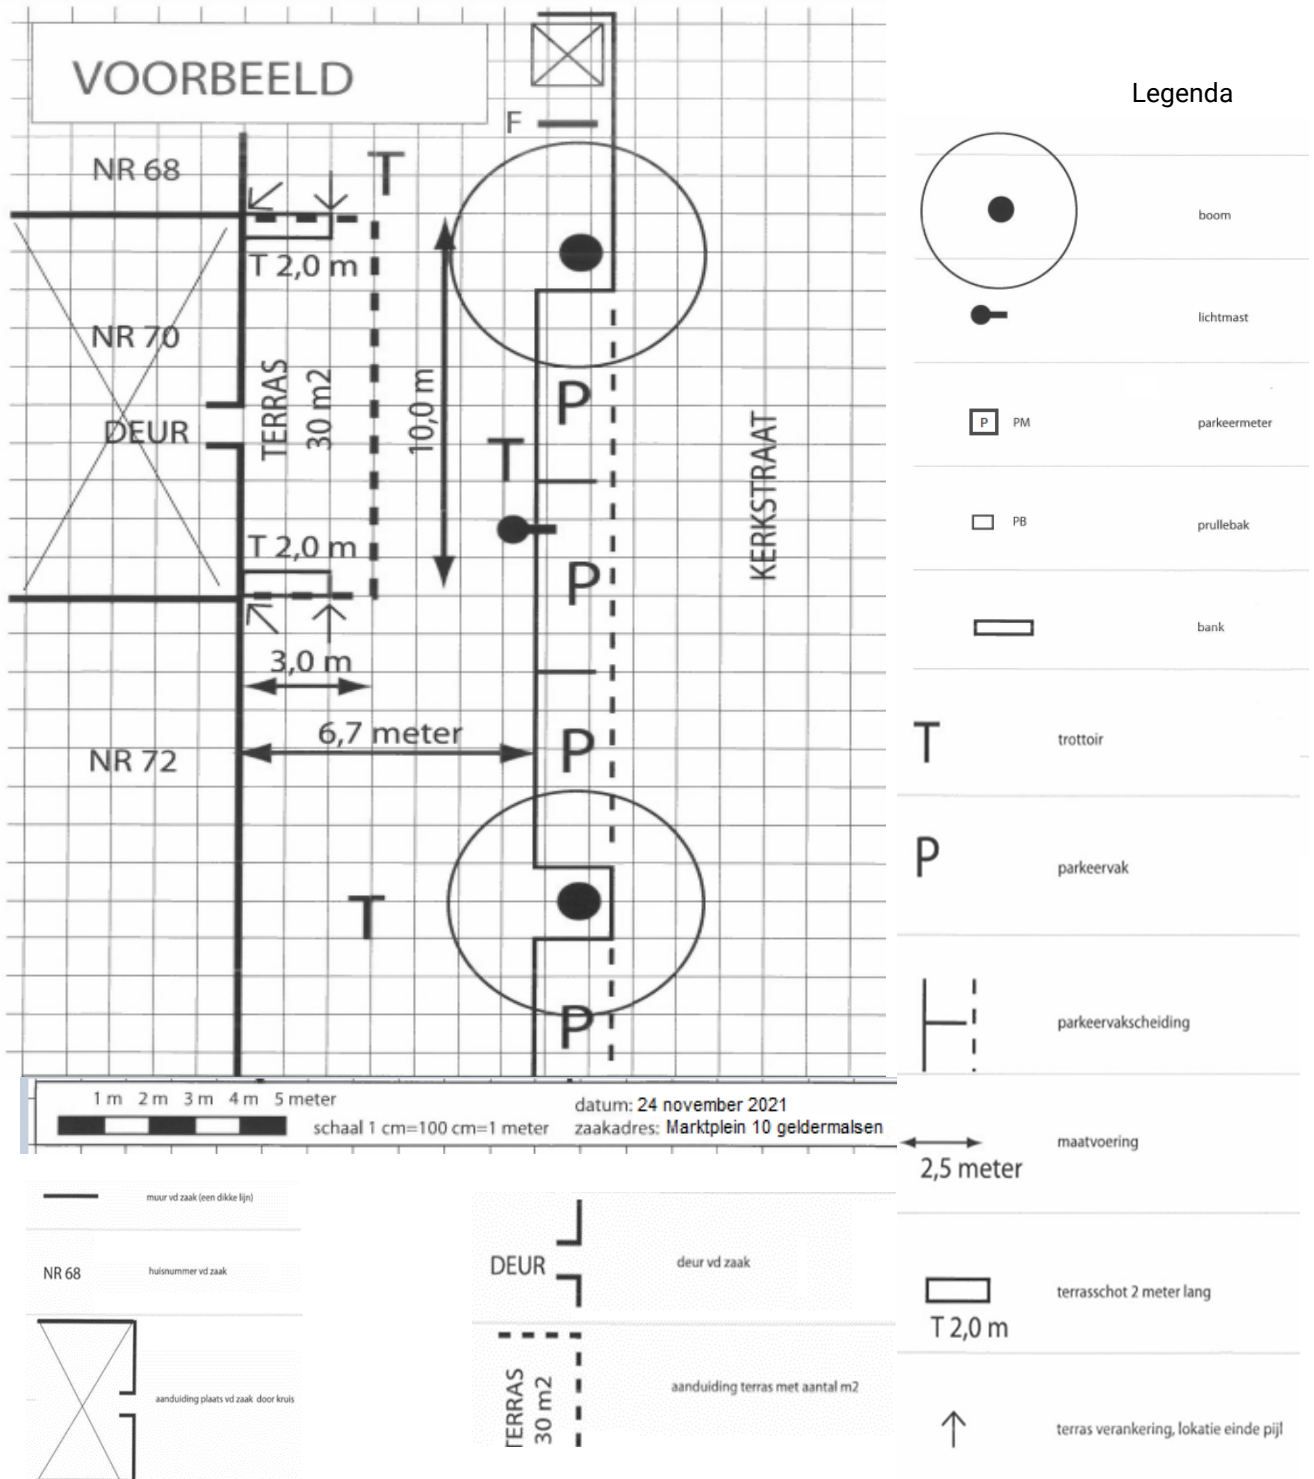 VOORBEELD
F
NR 68
T
T 2,0 m
NR 70
P
TERRAS
30 m2
10,0 m
DEUR
T
KERKSTRAAT
T 2,0 m
P
3,0 m
6,7 meter
NR 72
P
T
P
1 m 2 m 3 m 4 m 5 meter
schaal 1 cm=100 cm=1 meter
datum: 24 november 2021
zaakadres: Marktplein 10 geldermalsen
muur vd zaak (een dikke lijn)
NR 68 huisnummer vd zaak
aanduiding plaats vd zaak door kruis
DEUR deur vd zaak
TERRAS
30 m2
aanduiding terras met aantal m2
Legenda
boom
lichtmast
P PM parkeermeter
PB prullebak
bank
T trottoir
P parkeervak
parkeervakscheiding
maatvoering
2,5 meter
terrasschot 2 meter lang
T 2,0 m
terras verankering, lokatie einde pijl